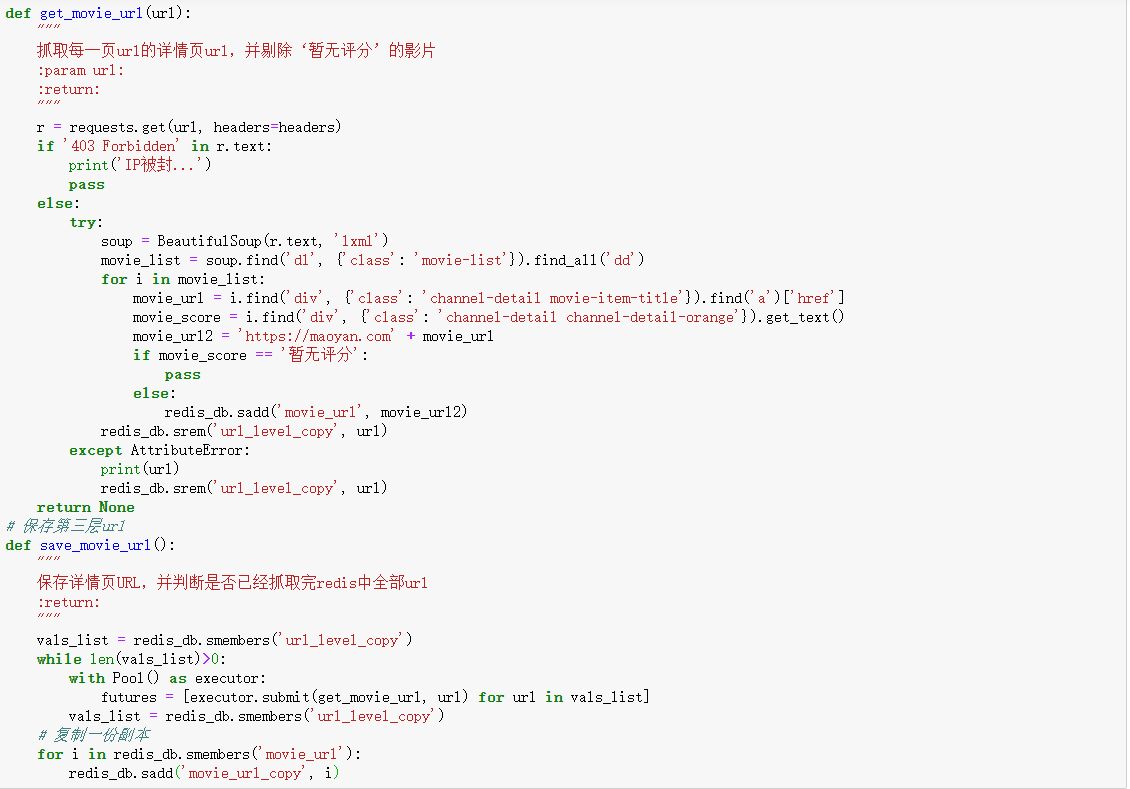 def get_movie_url(url):
    """
    抓取每一页url的详情页url，并剔除‘暂无评分’的影片
    :param url:
    :return:
    """
    r = requests.get(url, headers=headers)
    if '403 Forbidden' in r.text:
        print('IP被封...')
        pass
    else:
        try:
            soup = BeautifulSoup(r.text, 'lxml')
            movie_list = soup.find('dl', {'class': 'movie-list'}).find_all('dd')
            for i in movie_list:
                movie_url = i.find('div', {'class': 'channel-detail movie-item-title'}).find('a')['href']
                movie_score = i.find('div', {'class': 'channel-detail channel-detail-orange'}).get_text()
                movie_url2 = 'https://maoyan.com' + movie_url
                if movie_score == '暂无评分':
                    pass
                else:
                    redis_db.sadd('movie_url', movie_url2)
            redis_db.srem('url_level_copy', url)
        except AttributeError:
            print(url)
            redis_db.srem('url_level_copy', url)
    return None
# 保存第三层url
def save_movie_url():
    """
    保存详情页URL，并判断是否已经抓取完redis中全部url
    :return:
    """
    vals_list = redis_db.smembers('url_level_copy')
    while len(vals_list)>0:
        with Pool() as executor:
            futures = [executor.submit(get_movie_url, url) for url in vals_list]
        vals_list = redis_db.smembers('url_level_copy')
    # 复制一份副本
    for i in redis_db.smembers('movie_url'):
        redis_db.sadd('movie_url_copy', i)